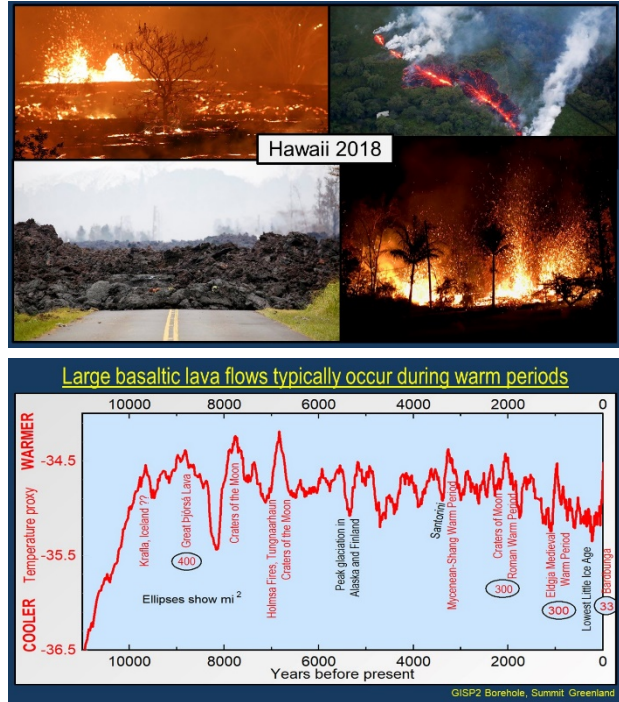 Hawaii 2018
Large basaltic lava flows typically occur during warm periods
10000 8000 6000 4000 2000 0
WARMER
Temperature proxy
COOLER
-34.5
-35.5
-36.5
Krafla, Iceland ??
Great Þjórsá Lava
400
Craters of the Moon
Holmsa Fires, Tungnaarhaun
Craters of the Moon
Peak glaciation in
Alaska and Finland
Santorini
Mycenean-Shang Warm Period
Craters of Moon
Roman Warm Period
300
Eldgja Medieval
Warm Period
300
Lowest Little Ice Age
Bardbunga
33
Ellipses show mi 2
10000 8000 6000 4000 2000 0
Years before present
GISP2 Borehole, Summit Greenland